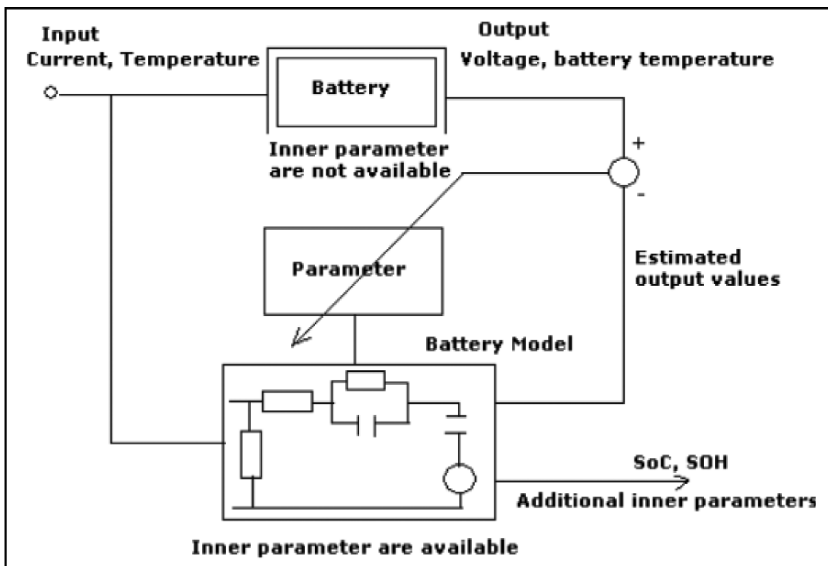 Input
Current, Temperature
Output
Voltage, battery temperature
Battery
Inner parameter
are not available
+
-
Parameter
Estimated
output values
Battery Model
SoC, SOH
Additional inner parameters
Inner parameter are available